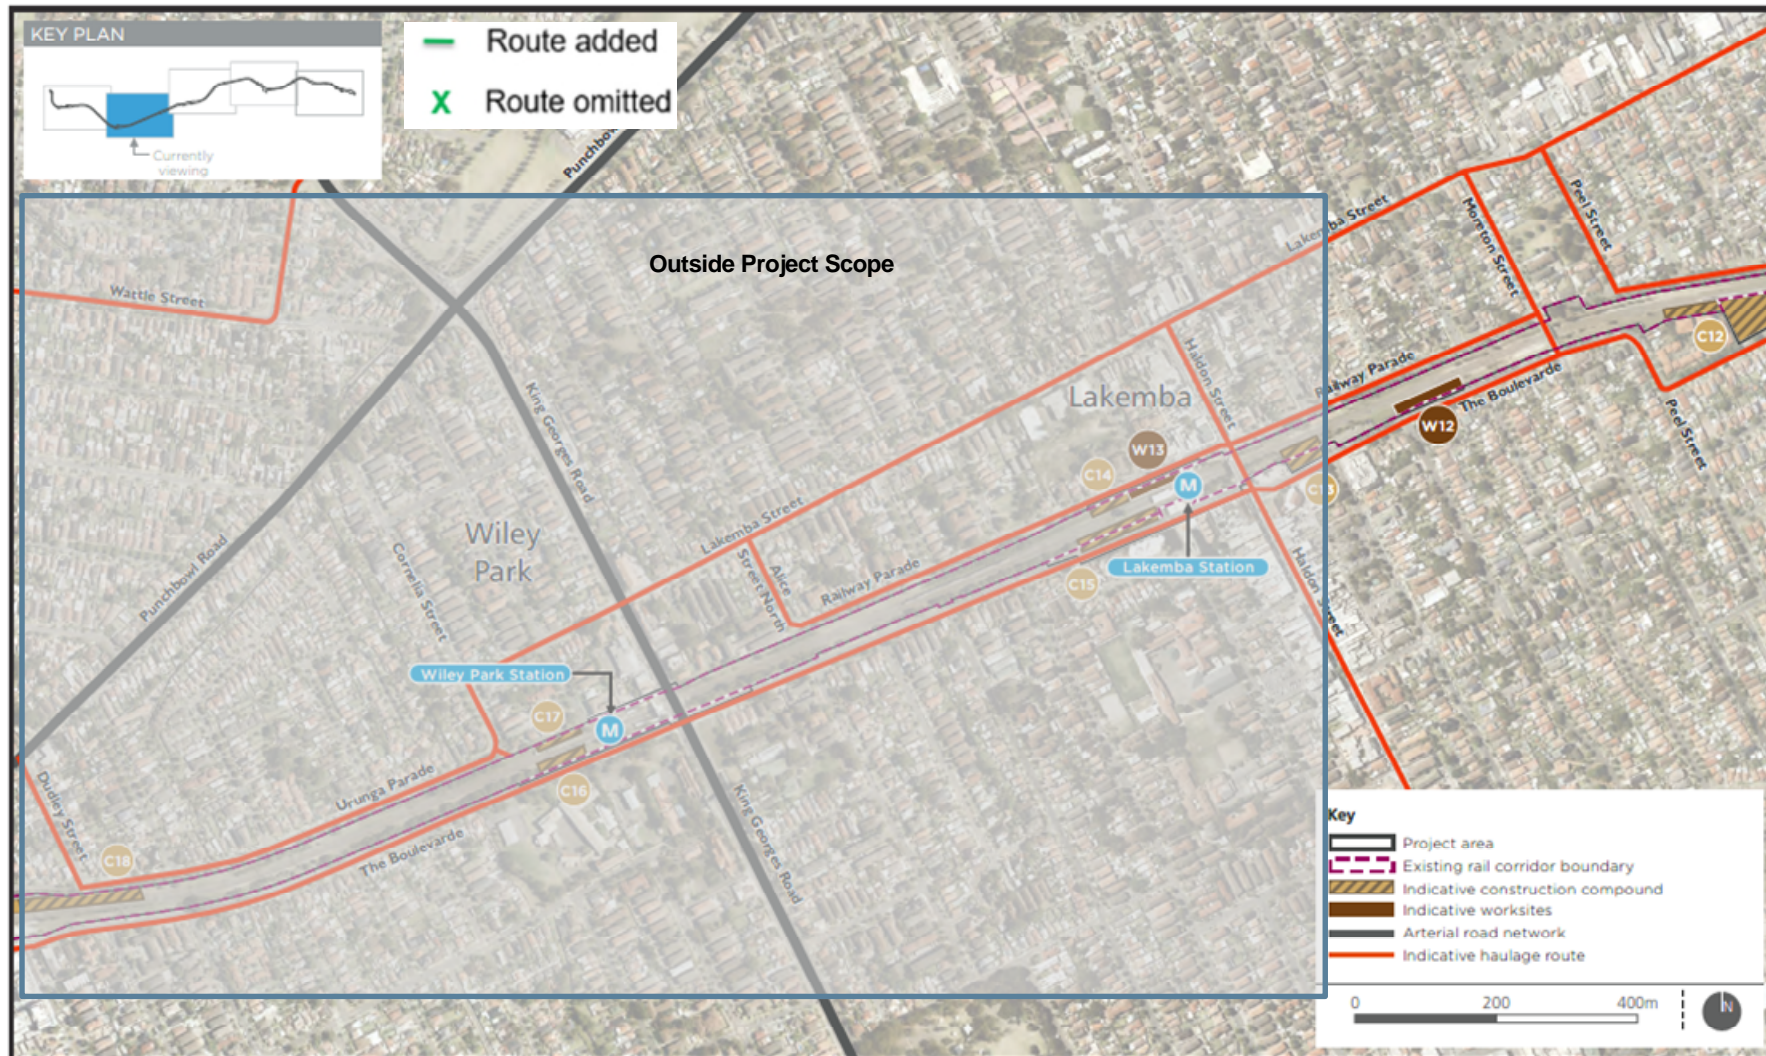 KEY PLAN
Currently
viewing
Route added
X Route omitted
Punchbo
Outside Project Scope
Wattle Street
Lakemba Street
Moreton Street
Peel Street
C12
King Georges Road
Haldon Street
Lakemba
Railway Parade
The Boulevarde
W12
Peel Street
W13
C14
M
C13
Wiley
Park
Lakemba Street
Cornelia Street
Punchbowl Road
Alice
Street North
Railway Parade
C15
Lakemba Station
Haldon Street
Wiley Park Station
C17
M
C16
Urunga Parade
Dudley Street
C18
The Boulevarde
King Georges Road
Key
Project area
Existing rail corridor boundary
Indicative construction compound
Indicative worksites
Arterial road network
Indicative haulage route
0 200 400m
N